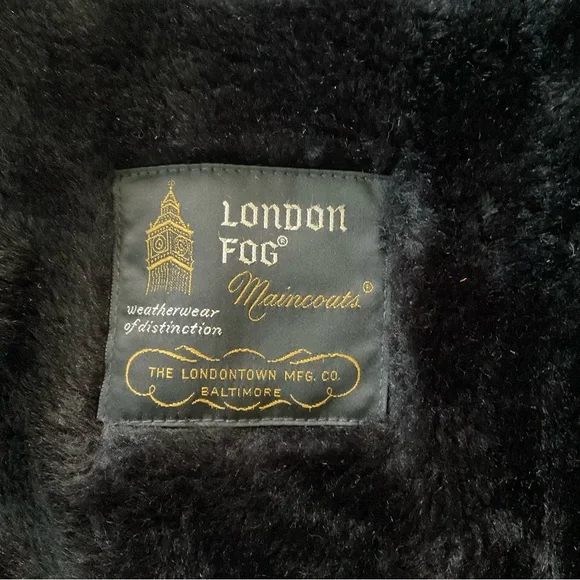 LONDON
FOG®
Maincoats®
weatherwear
of distinction
THE LONDONTOWN MFG. CO.
BALTIMORE